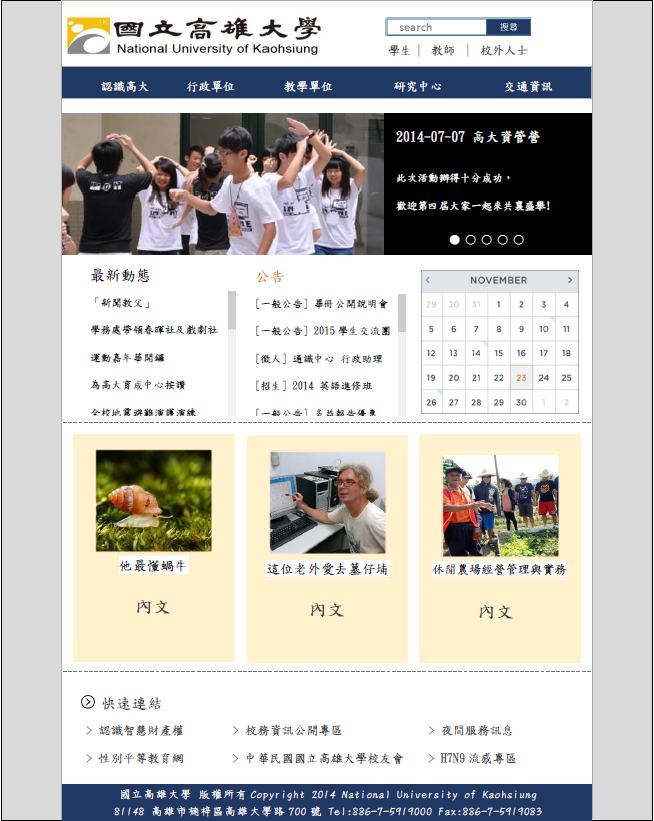 國立高雄大學
National University of Kaohsiung
search 搜尋
學生 | 教師 | 校外人士
認識高大 行政單位 教學單位 研究中心 交通資訊
2014-07-07 高大資管營
此次活動辦得十分成功，
歡迎第四屆大家一起來共襄盛舉!
最新動態
「新聞教父」
學務處帶領春暉社及戲劇社
運動嘉年華開鑼
為高大育成中心按讚
全校地震避難演護演練
公告
[一般公告] 畢冊公開說明會
[一般公告] 2015 學生交流團
[徵人] 通識中心 行政助理
[招生] 2014 英語進修班
[一般公告] 多益報告優惠
NOVEMBER
29 30 31 1 2 3 4
5 6 7 8 9 10 11
12 13 14 15 16 17 18
19 20 21 22 23 24 25
26 27 28 29 30 1 2
他最懂蝸牛
內文
這位老外愛去墓仔埔
內文
休閒農場經營管理與實務
內文
快速連結
> 認識智慧財產權 > 校務資訊公開專區 > 夜間服務訊息
> 性別平等教育網 > 中華民國國立高雄大學校友會 > H7N9 流感專區
國立高雄大學 版權所有 Copyright 2014 National University of Kaohsiung
81148 高雄市楠梓區高雄大學路 700 號 Tel:886-7-5919000 Fax:886-7-5919083